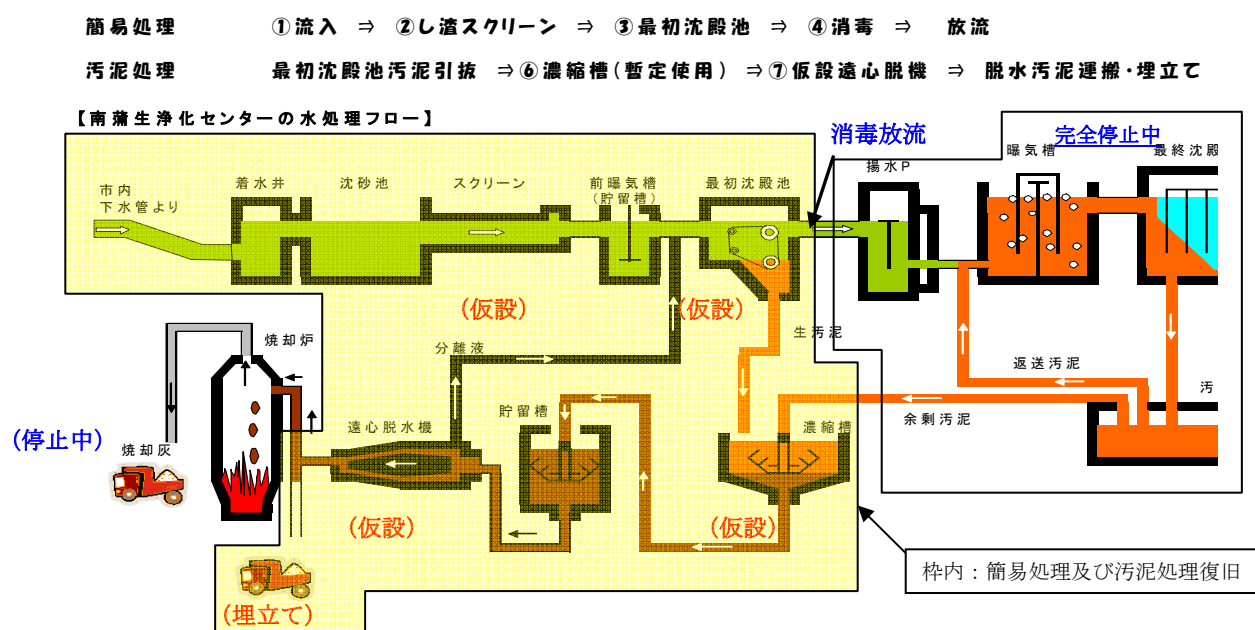 簡易処理 ①流入 ⇒ ②し渣スクリーン ⇒ ③最初沈殿池 ⇒ ④消毒 ⇒ 放流
汚泥処理 最初沈殿池汚泥引抜 ⇒⑥濃縮槽(暫定使用) ⇒⑦仮設遠心脱機 ⇒ 脱水汚泥運搬・埋立て
【南蒲生浄化センターの水処理フロー】
消毒放流
完全停止中
市内
下水管より
着水井
沈砂池
スクリーン
前曝気槽
(貯留槽)
最初沈殿池
揚水P
曝気槽
最終沈殿
(仮設)
(仮設)
生汚泥
焼却炉
分離液
返送汚泥
汚
(停止中)
焼却灰
遠心脱水機
貯留槽
濃縮槽
余剰汚泥
(仮設)
(仮設)
枠内:簡易処理及び汚泥処理復旧
(埋立て)